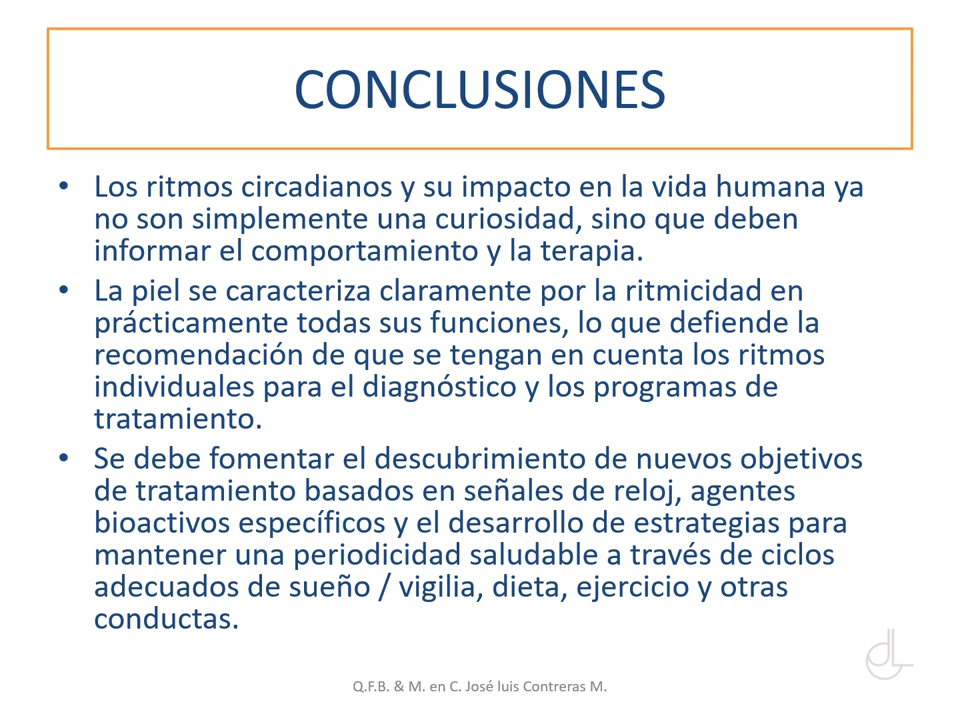 CONCLUSIONES
• Los ritmos circadianos y su impacto en la vida humana ya
no son simplemente una curiosidad, sino que deben
informar el comportamiento y la terapia.
• La piel se caracteriza claramente por la ritmicidad en
prácticamente todas sus funciones, lo que defiende la
recomendación de que se tengan en cuenta los ritmos
individuales para el diagnóstico y los programas de
tratamiento.
• Se debe fomentar el descubrimiento de nuevos objetivos
de tratamiento basados en señales de reloj, agentes
bioactivos específicos y el desarrollo de estrategias para
mantener una periodicidad saludable a través de ciclos
adecuados de sueño / vigilia, dieta, ejercicio y otras
conductas.
Q.F.B. & M. en C. José luis Contreras M.